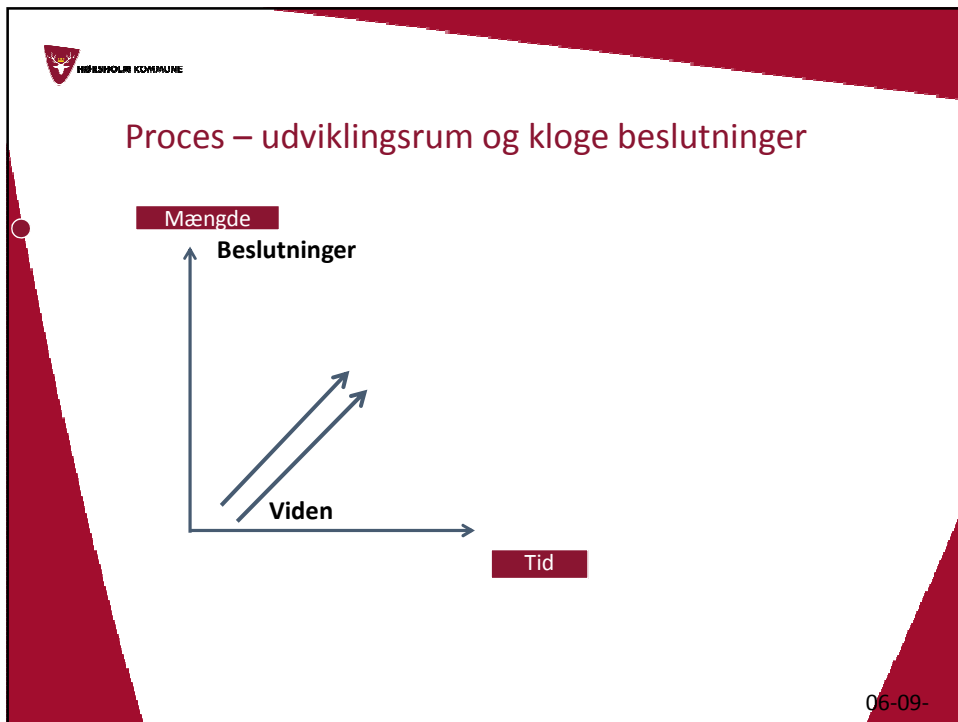 HØRSHOLM KOMMUNE
Proces – udviklingsrum og kloge beslutninger
Mængde
Beslutninger
Viden
Tid
06-09-